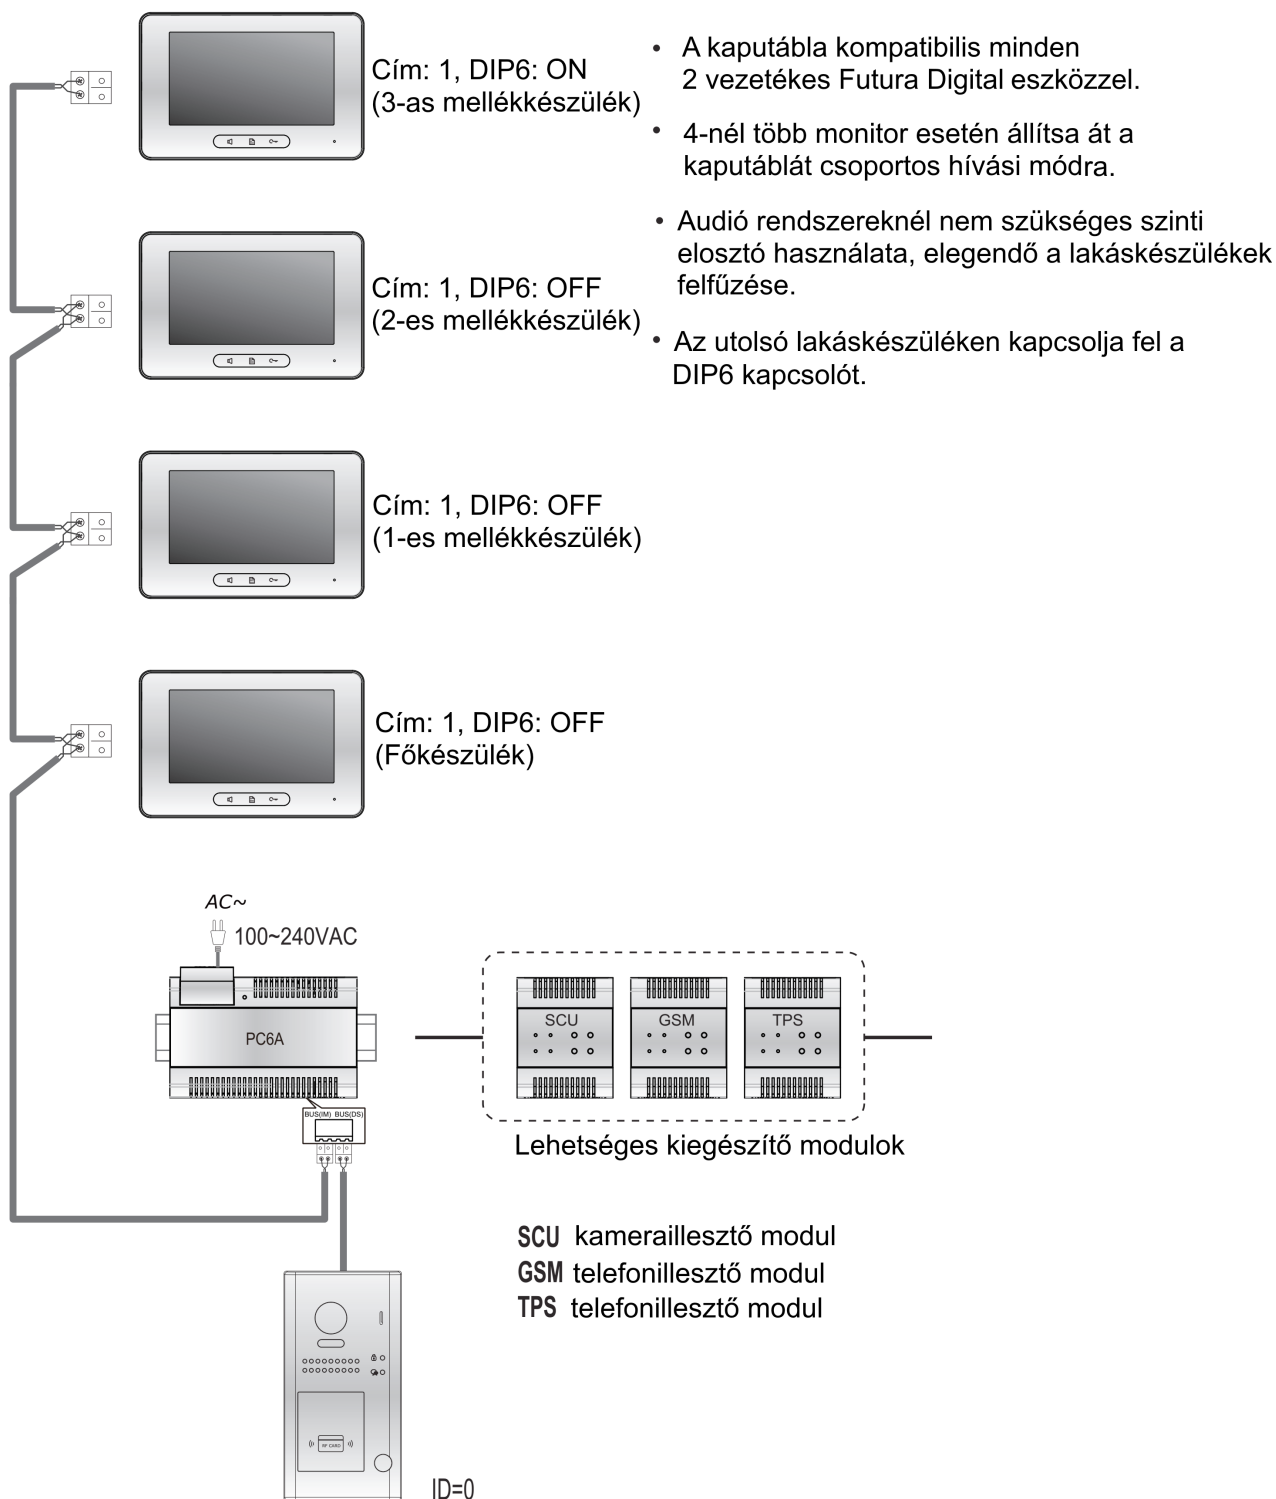 Cím: 1, DIP6: ON
(3-as mellékkészülék)
• A kaputábla kompatibilis minden
2 vezetékes Futura Digital eszközzel.
• 4-nél több monitor esetén állítsa át a
kaputáblát csoportos hívási módra.
• Audió rendszereknél nem szükséges szinti
elosztó használata, elegendő a lakáskészülékek
felfűzése.
• Az utolsó lakáskészüléken kapcsolja fel a
DIP6 kapcsolót.
Cím: 1, DIP6: OFF
(2-es mellékkészülék)
Cím: 1, DIP6: OFF
(1-es mellékkészülék)
Cím: 1, DIP6: OFF
(Főkészülék)
AC~
100~240VAC
PC6A
BUS(IM) BUS(DS)
SCU
GSM
TPS
Lehetséges kiegészítő modulok
SCU kameraillesztő modul
GSM telefonillesztő modul
TPS telefonillesztő modul
RF CARD
ID=0